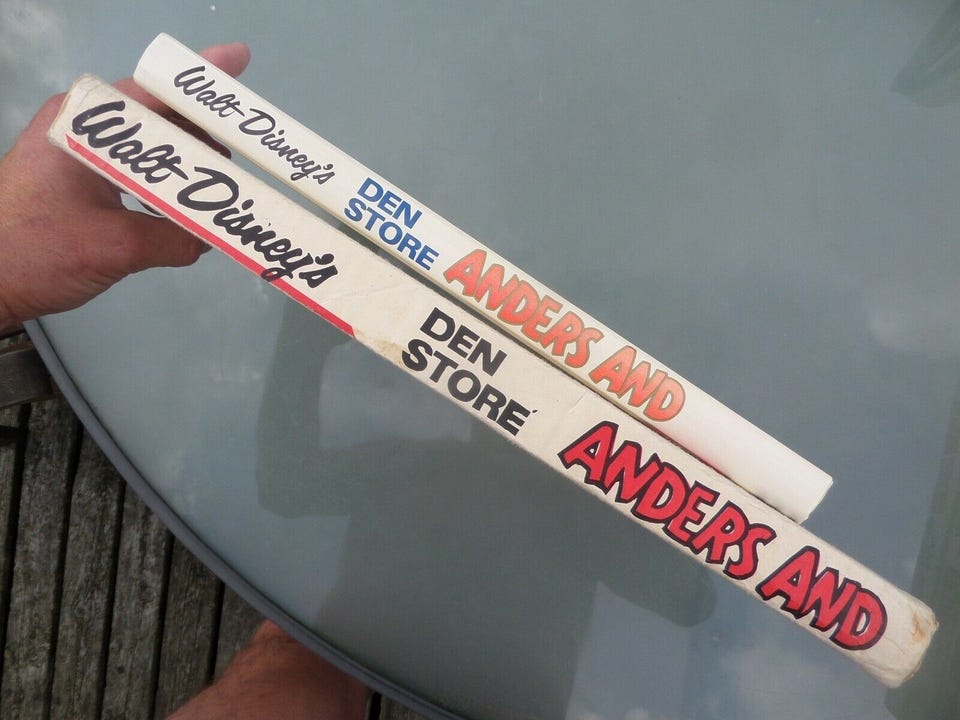 Walt Disney's
DEN
STORE
ANDERS AND
Walt Disney's
DEN
STORE
ANDERS AND